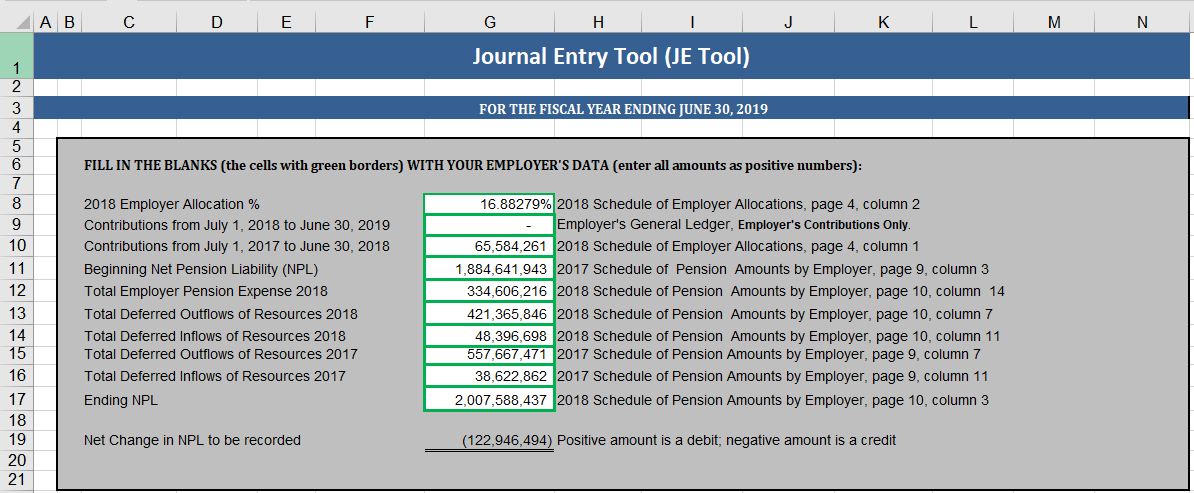 A B C D E F G H I J K L M N
1 Journal Entry Tool (JE Tool)
2
3 FOR THE FISCAL YEAR ENDING JUNE 30, 2019
4
5
6 FILL IN THE BLANKS (the cells with green borders) WITH YOUR EMPLOYER'S DATA (enter all amounts as positive numbers):
7
8 2018 Employer Allocation % 16.88279% 2018 Schedule of Employer Allocations, page 4, column 2
9 Contributions from July 1, 2018 to June 30, 2019 - Employer's General Ledger, Employer's Contributions Only.
10 Contributions from July 1, 2017 to June 30, 2018 65,584,261 2018 Schedule of Employer Allocations, page 4, column 1
11 Beginning Net Pension Liability (NPL) 1,884,641,943 2017 Schedule of Pension Amounts by Employer, page 9, column 3
12 Total Employer Pension Expense 2018 334,606,216 2018 Schedule of Pension Amounts by Employer, page 10, column 14
13 Total Deferred Outflows of Resources 2018 421,365,846 2018 Schedule of Pension Amounts by Employer, page 10, column 7
14 Total Deferred Inflows of Resources 2018 48,396,698 2018 Schedule of Pension Amounts by Employer, page 10, column 11
15 Total Deferred Outflows of Resources 2017 557,667,471 2017 Schedule of Pension Amounts by Employer, page 9, column 7
16 Total Deferred Inflows of Resources 2017 38,622,862 2017 Schedule of Pension Amounts by Employer, page 9, column 11
17 Ending NPL 2,007,588,437 2018 Schedule of Pension Amounts by Employer, page 10, column 3
18
19 Net Change in NPL to be recorded (122,946,494) Positive amount is a debit; negative amount is a credit
20
21